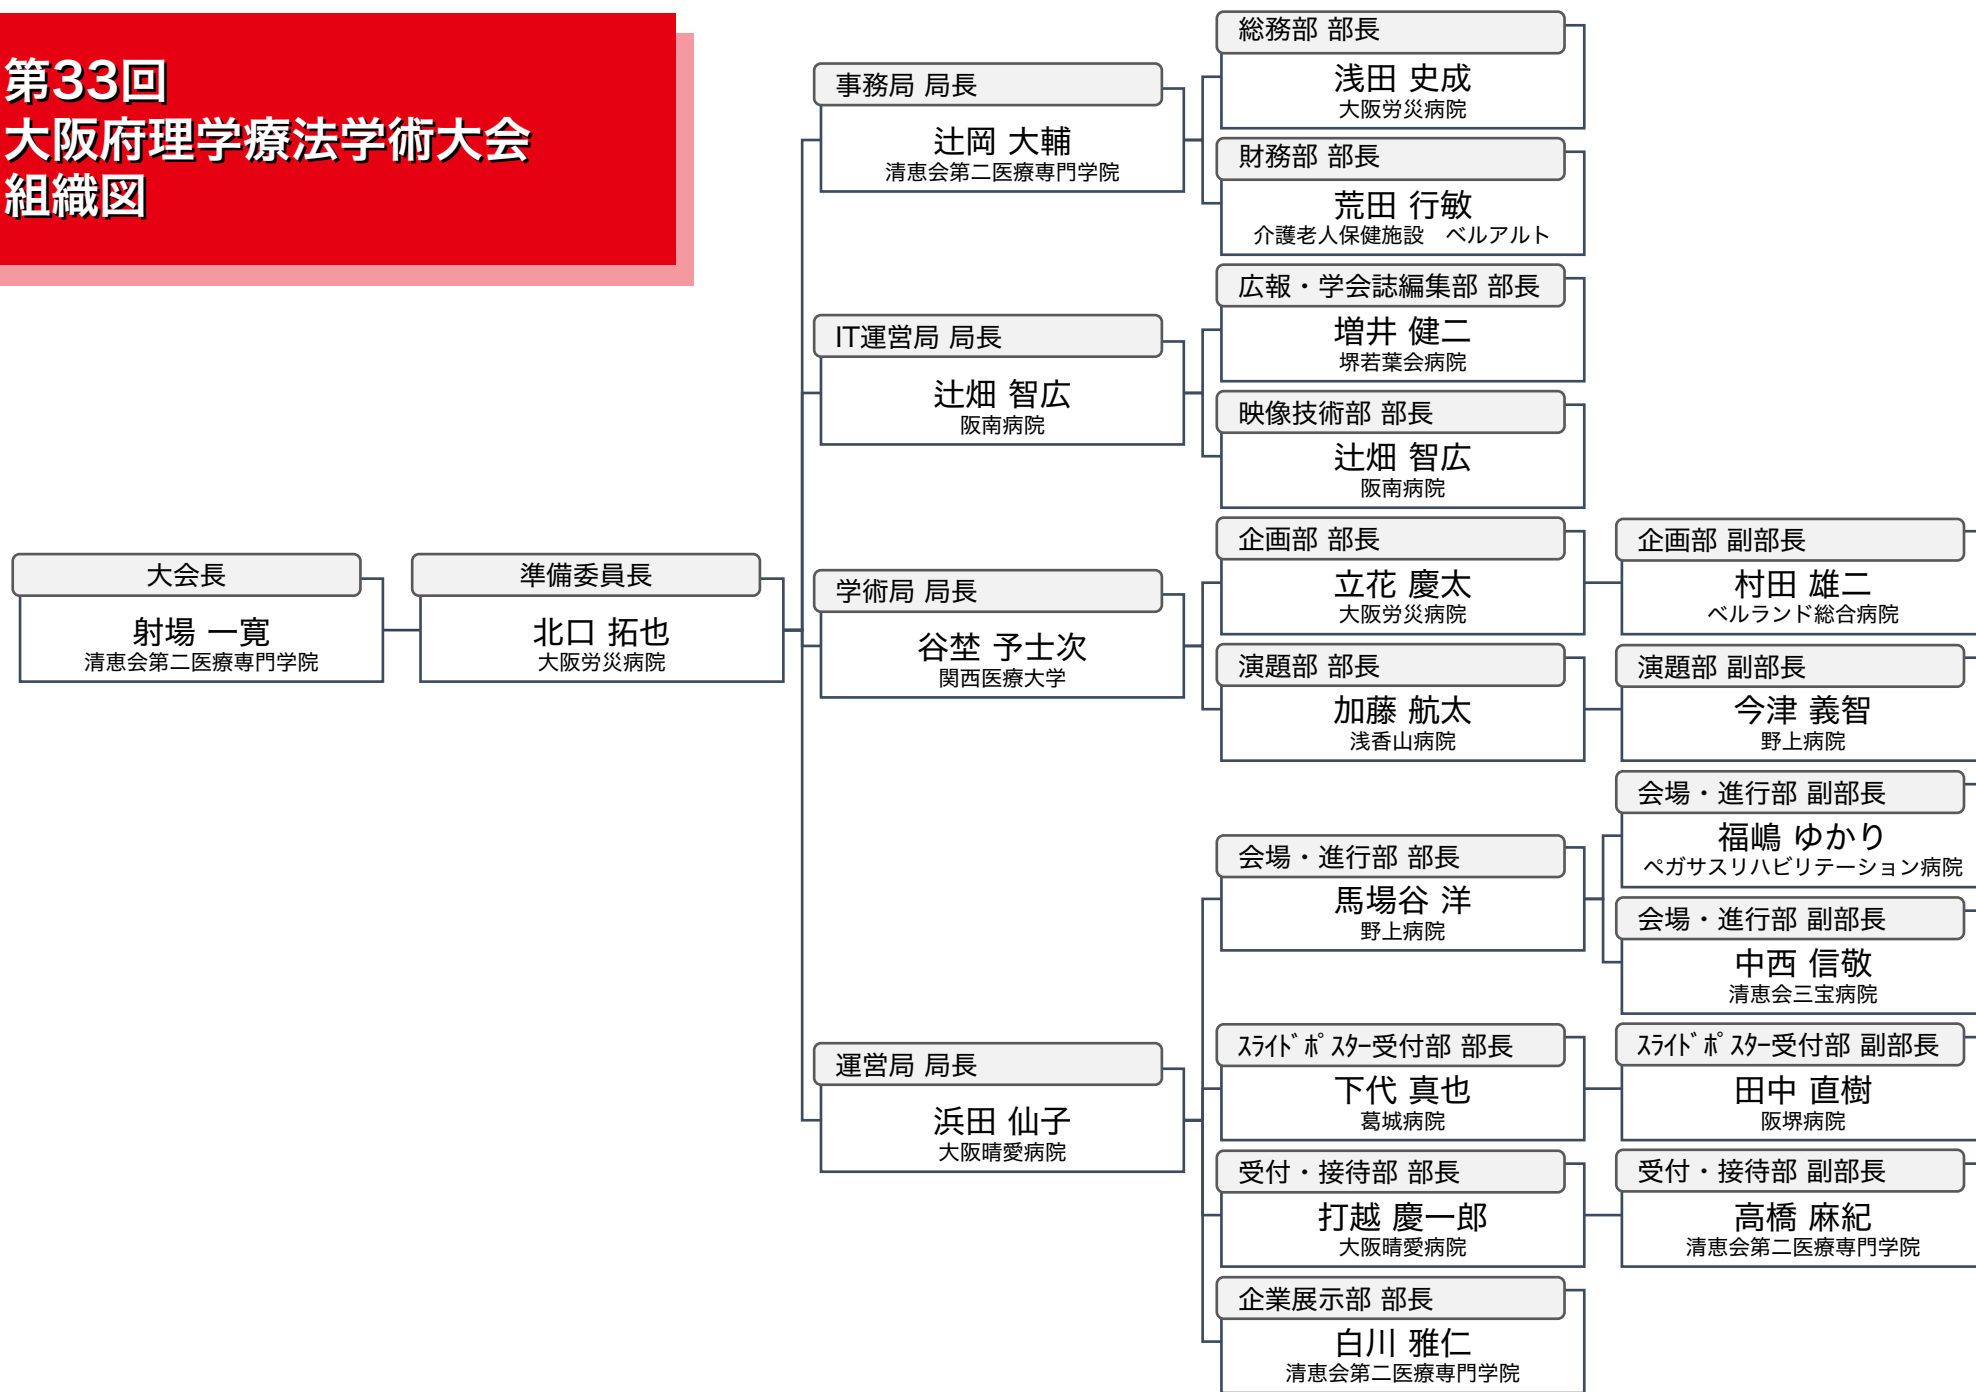 第33回
大阪府理学療法学術大会
組織図
大会長
射場 一寛
清恵会第二医療専門学院
準備委員長
北口 拓也
大阪労災病院
事務局 局長
辻岡 大輔
清恵会第二医療専門学院
総務部 部長
浅田 史成
大阪労災病院
財務部 部長
荒田 行敏
介護老人保健施設　ベルアルト
IT運営局 局長
辻畑 智広
阪南病院
広報・学会誌編集部 部長
増井 健二
堺若葉会病院
映像技術部 部長
辻畑 智広
阪南病院
学術局 局長
谷埜 予士次
関西医療大学
企画部 部長
立花 慶太
大阪労災病院
企画部 副部長
村田 雄二
ベルランド総合病院
演題部 部長
加藤 航太
浅香山病院
演題部 副部長
今津 義智
野上病院
運営局 局長
浜田 仙子
大阪晴愛病院
会場・進行部 部長
馬場谷 洋
野上病院
会場・進行部 副部長
福嶋 ゆかり
ペガサスリハビリテーション病院
会場・進行部 副部長
中西 信敬
清恵会三宝病院
ｽﾗｲﾄﾞﾎﾟｽﾀｰ受付部 部長
下代 真也
葛城病院
ｽﾗｲﾄﾞﾎﾟｽﾀｰ受付部 副部長
田中 直樹
阪堺病院
受付・接待部 部長
打越 慶一郎
大阪晴愛病院
受付・接待部 副部長
高橋 麻紀
清恵会第二医療専門学院
企業展示部 部長
白川 雅仁
清恵会第二医療専門学院